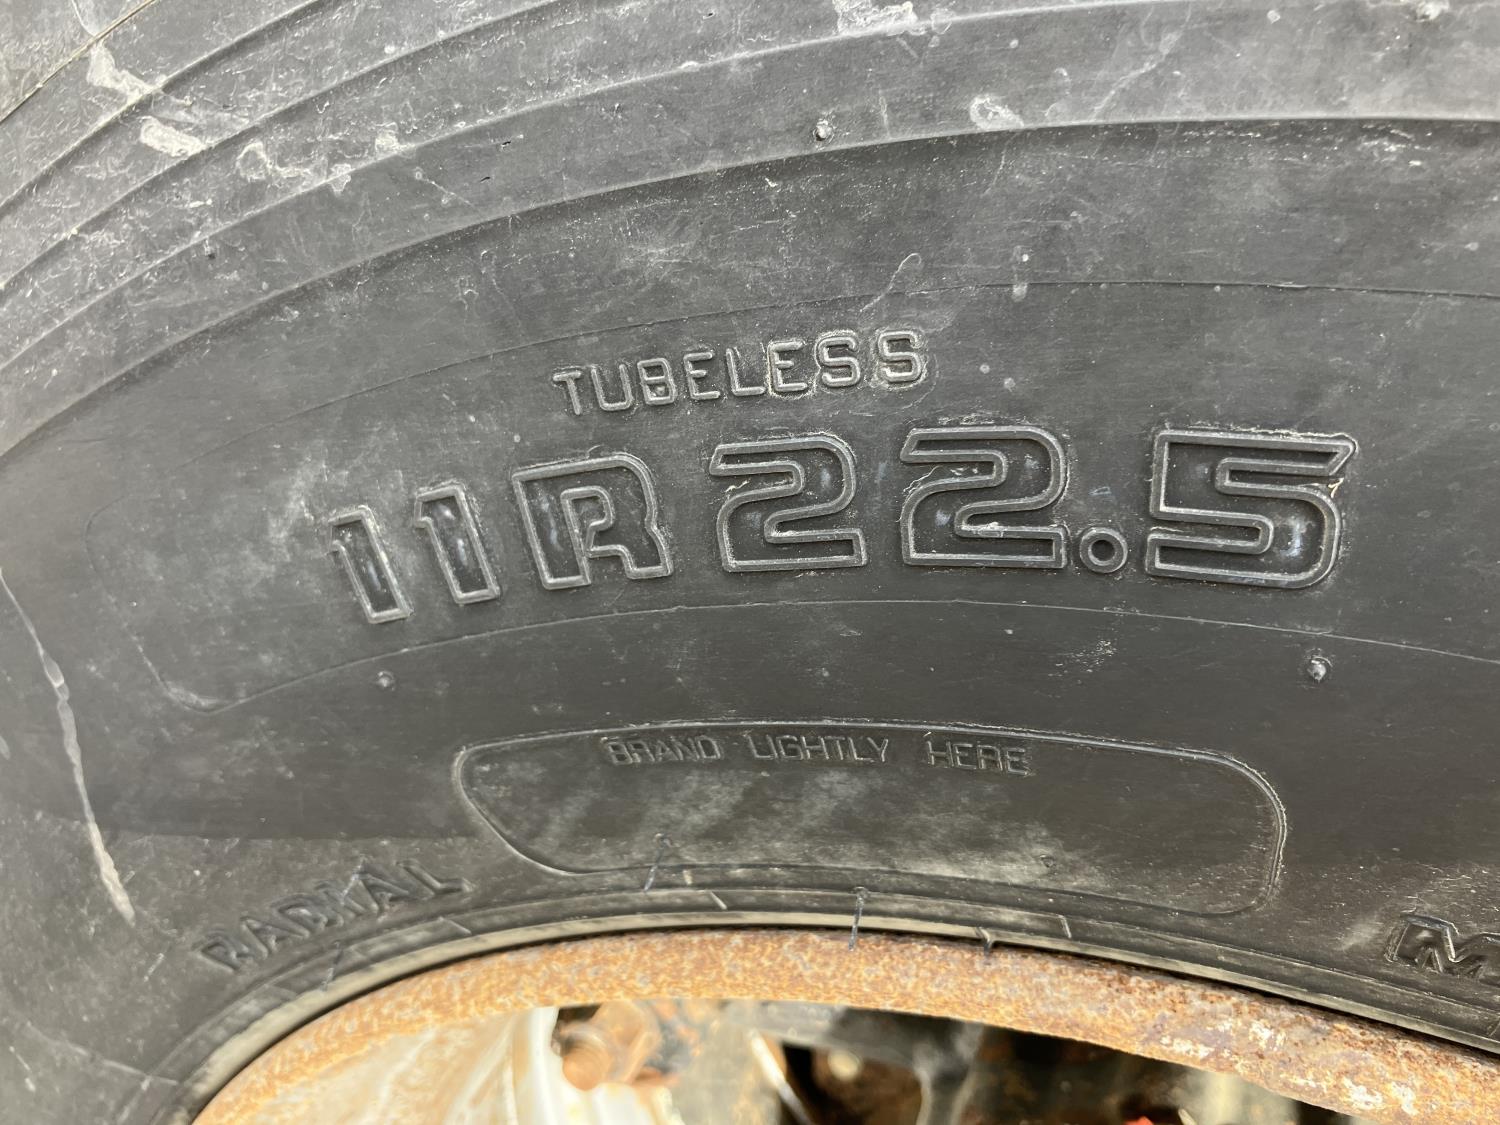 TUBELESS
11R22.5
BRAND LIGHTLY HERE
RADIAL